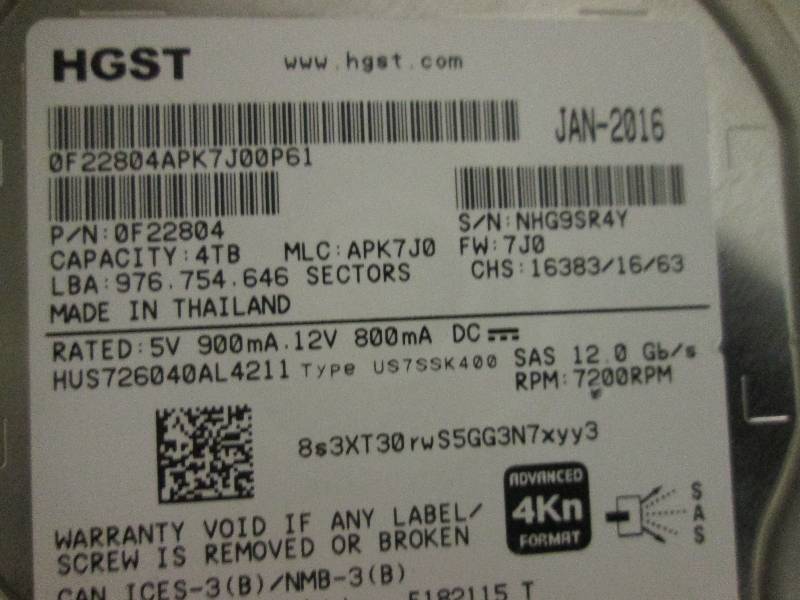 HGST www.hgst.com
JAN-2016
0F22804APK7J00P61
P/N:0F22804 S/N:NHG9SR4Y
CAPACITY:4TB MLC:APK7J0 FW:7J0
LBA:976.754.646 SECTORS CHS:16383/16/63
MADE IN THAILAND
RATED:5V 900mA.12V 800mA DC
HUS726040AL4211 Type US7SSK400 SAS 12.0 Gb/s
RPM:7200RPM
8s3XT30rwS5GG3N7xyy3
ADVANCED
4Kn
FORMAT
SAS
WARRANTY VOID IF ANY LABEL/
SCREW IS REMOVED OR BROKEN
CAN ICES-3(B)/NMB-3(B)
5182115 T